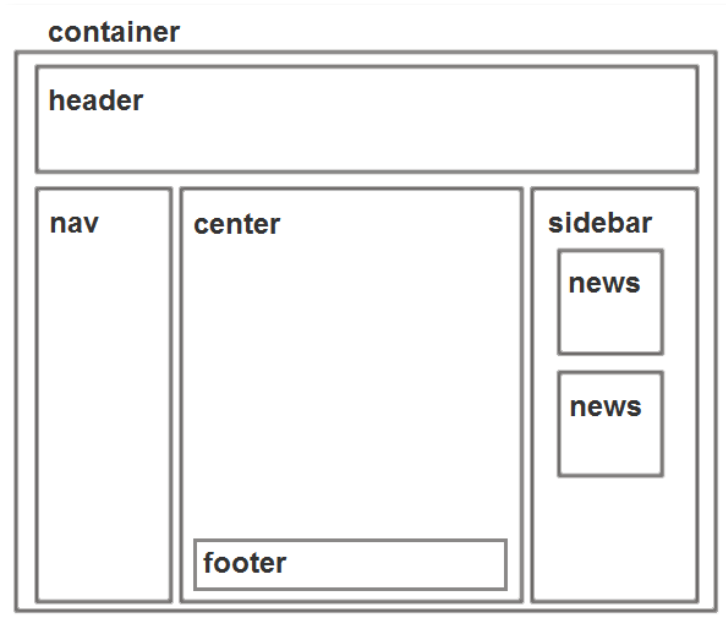 container
header
nav
center
sidebar
news
news
footer